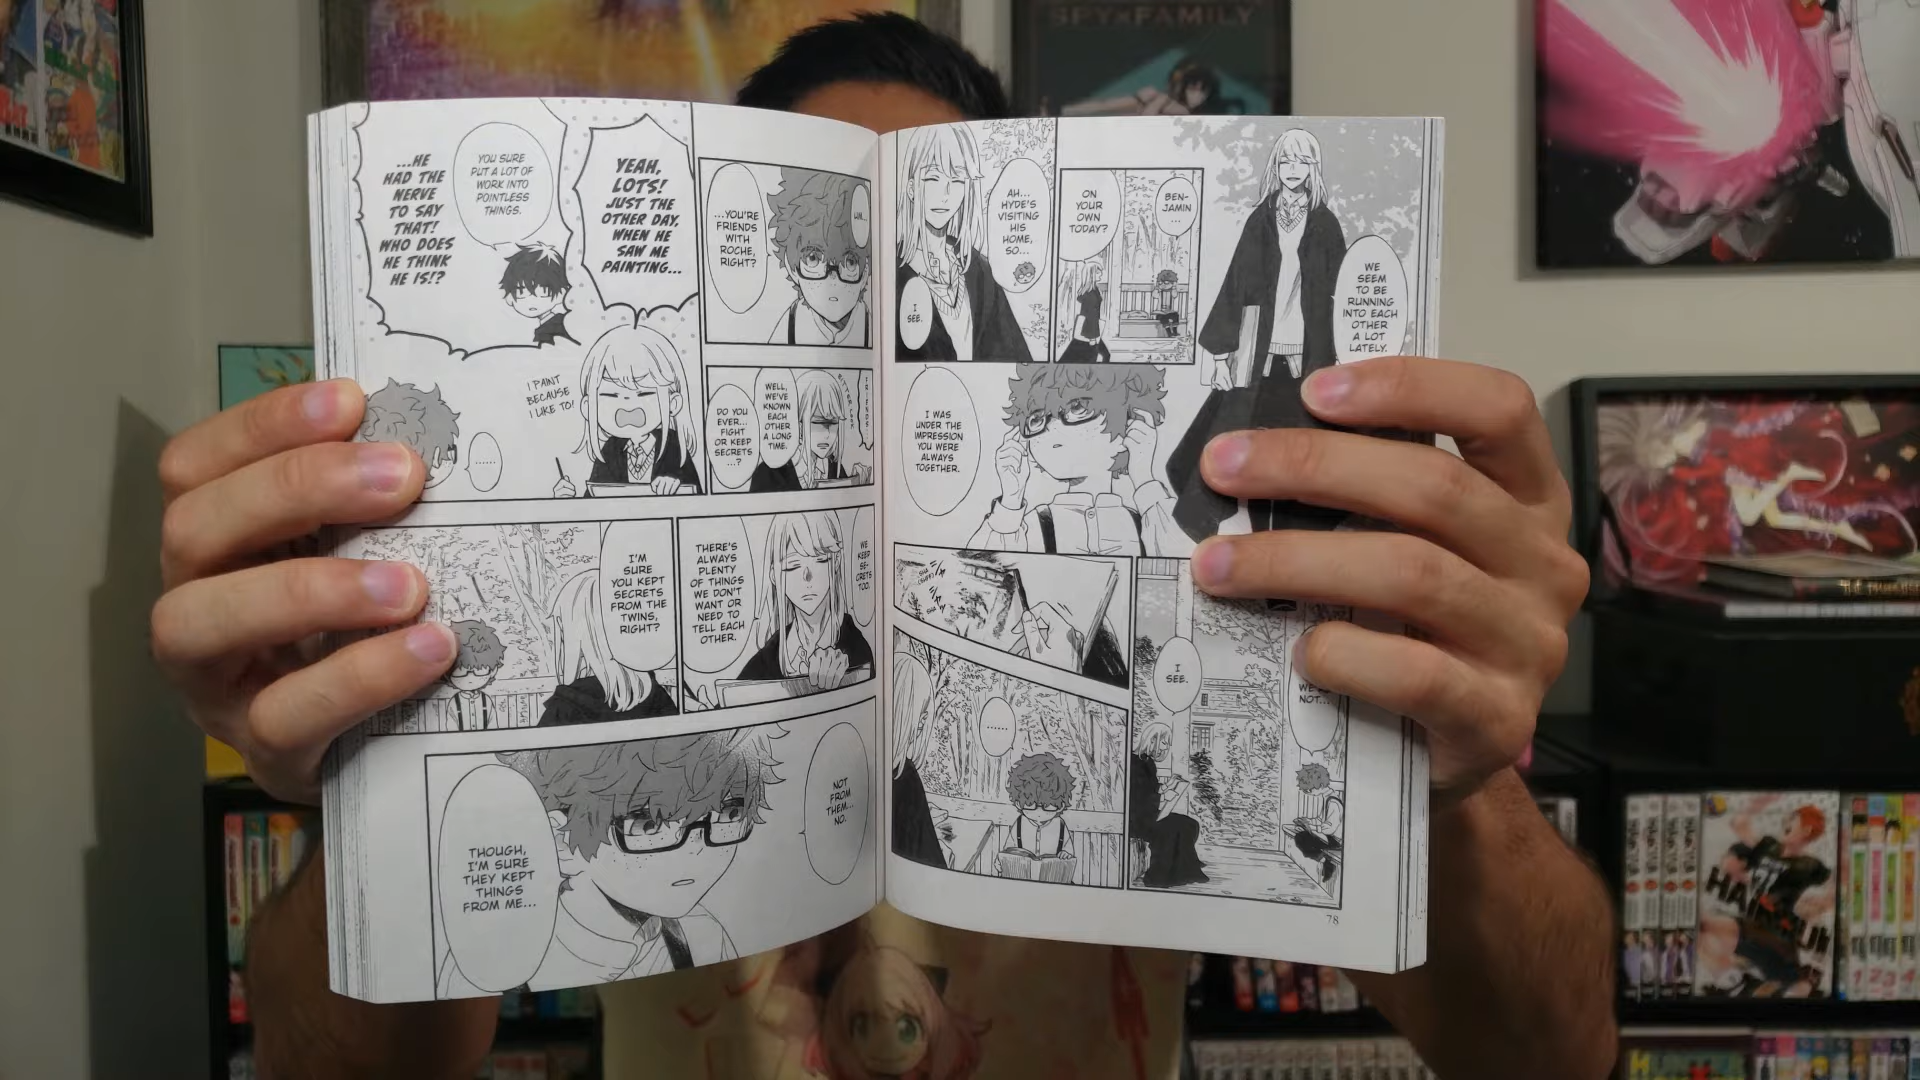 SPY×FAMILY
WE
SEEM
TO BE
RUNNING
INTO EACH
OTHER
A LOT
LATELY.
BEN-
JAMIN
...
ON
YOUR
OWN
TODAY?
AH...
HYDE'S
VISITING
HIS
HOME,
SO...
I
SEE.
I WAS
UNDER THE
IMPRESSION
YOU WERE
ALWAYS
TOGETHER.
NOT...
I
SEE.
......
78
UM...
...YOU'RE
FRIENDS
WITH
ROCHE,
RIGHT?
WELL,
WE'VE
KNOWN
EACH
OTHER
A LONG
TIME.
DO YOU
EVER...
FIGHT
OR KEEP
SECRETS
...?
YEAH,
LOTS!
JUST THE
OTHER DAY,
WHEN HE
SAW ME
PAINTING...
YOU SURE
PUT A LOT OF
WORK INTO
POINTLESS
THINGS.
...HE
HAD THE
NERVE
TO SAY
THAT!
WHO DOES
HE THINK
HE IS!?
I PAINT
BECAUSE
I LIKE TO!
......
WE
KEEP
SE-
CRETS
TOO.
THERE'S
ALWAYS
PLENTY
OF THINGS
WE DON'T
WANT OR
NEED TO
TELL EACH
OTHER.
I'M
SURE
YOU KEPT
SECRETS
FROM THE
TWINS,
RIGHT?
NOT
FROM
THEM...
NO.
THOUGH,
I'M SURE
THEY KEPT
THINGS
FROM ME...